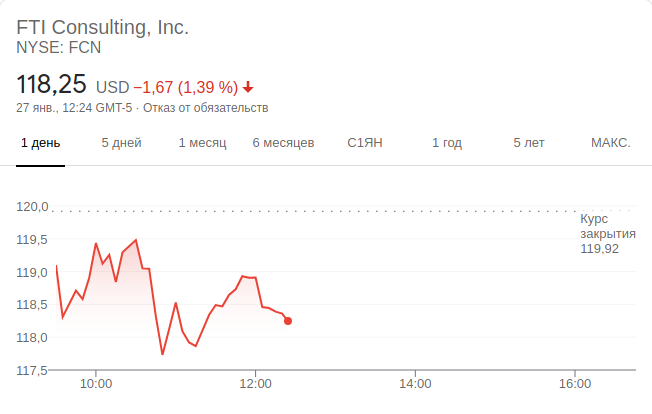 FTI Consulting, Inc.
NYSE: FCN
118,25 USD −1,67 (1,39 %)
27 янв., 12:24 GMT-5 · Отказ от обязательств
1 день 5 дней 1 месяц 6 месяцев С1ЯН 1 год 5 лет МАКС.
120,0
Курс
закрытия
119,92
119,5
119,0
118,5
118,0
117,5
10:00 12:00 14:00 16:00